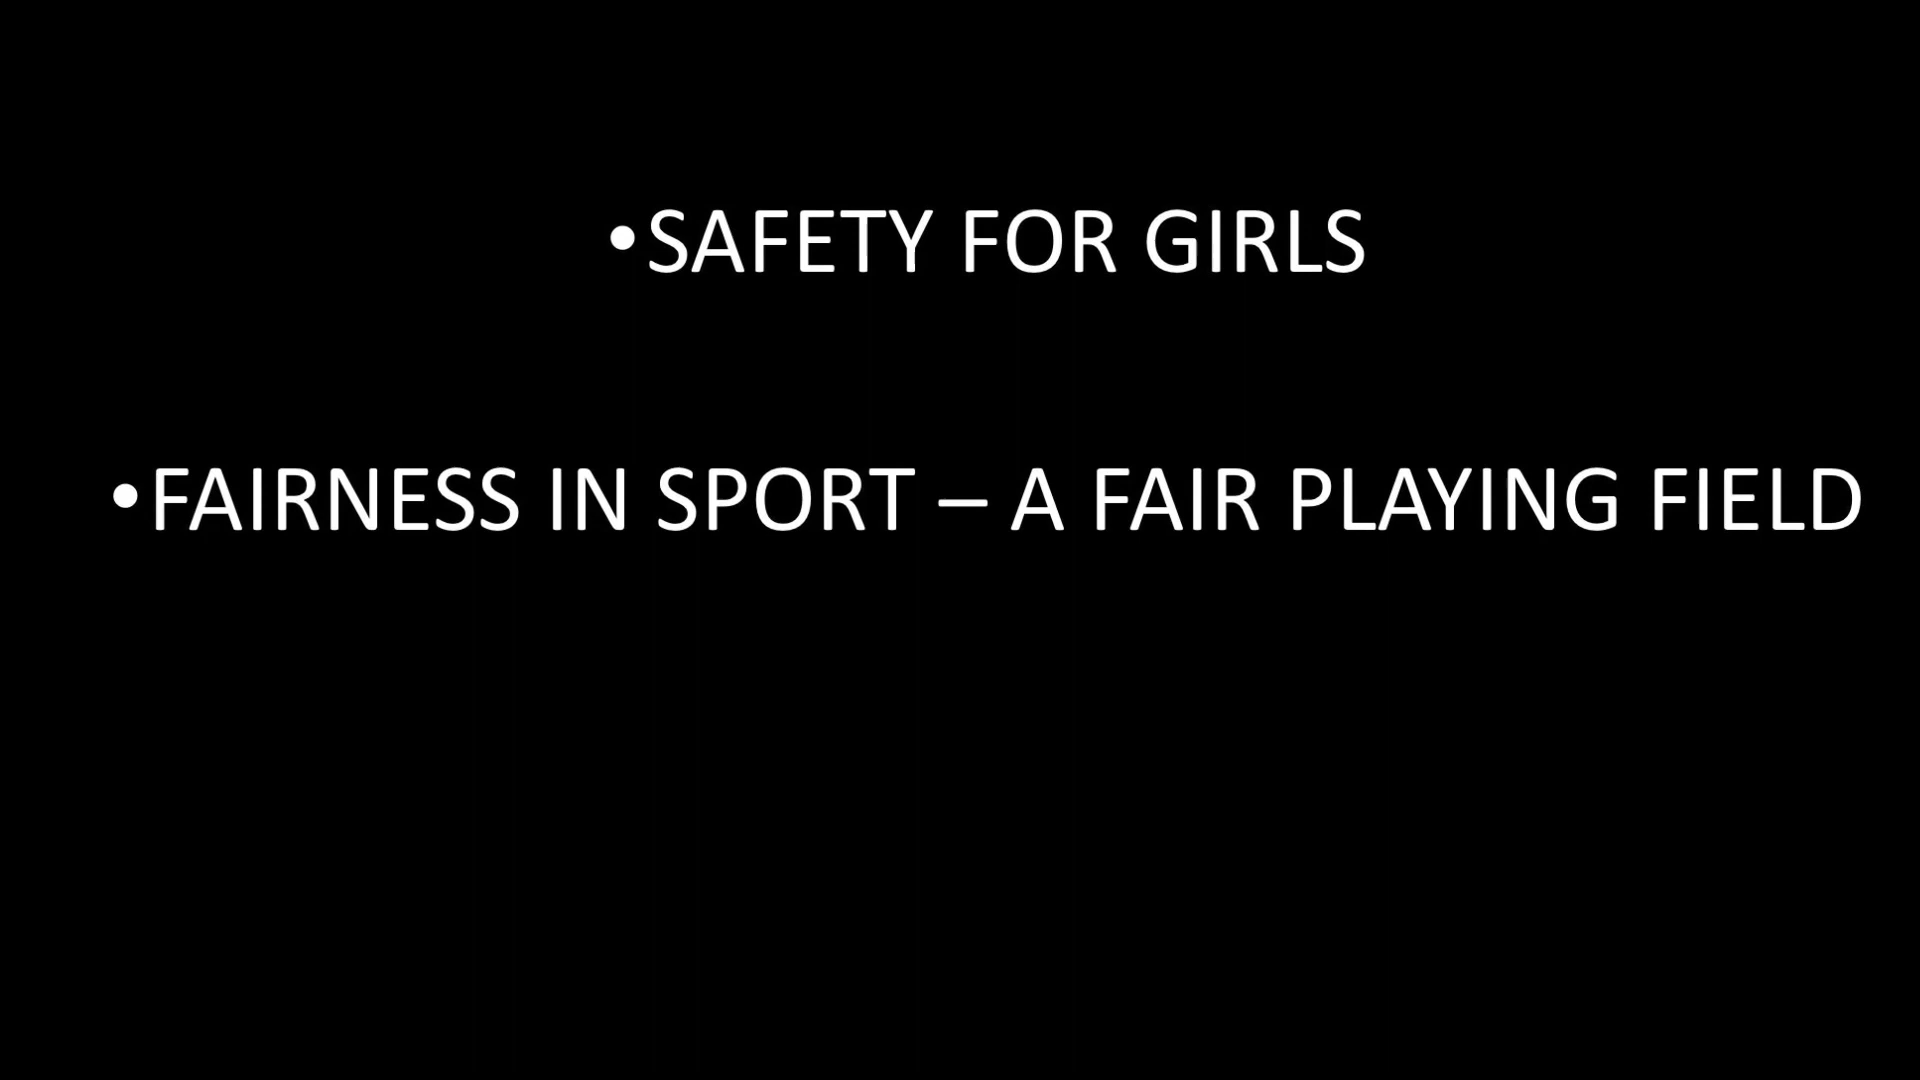 •SAFETY FOR GIRLS
•FAIRNESS IN SPORT – A FAIR PLAYING FIELD